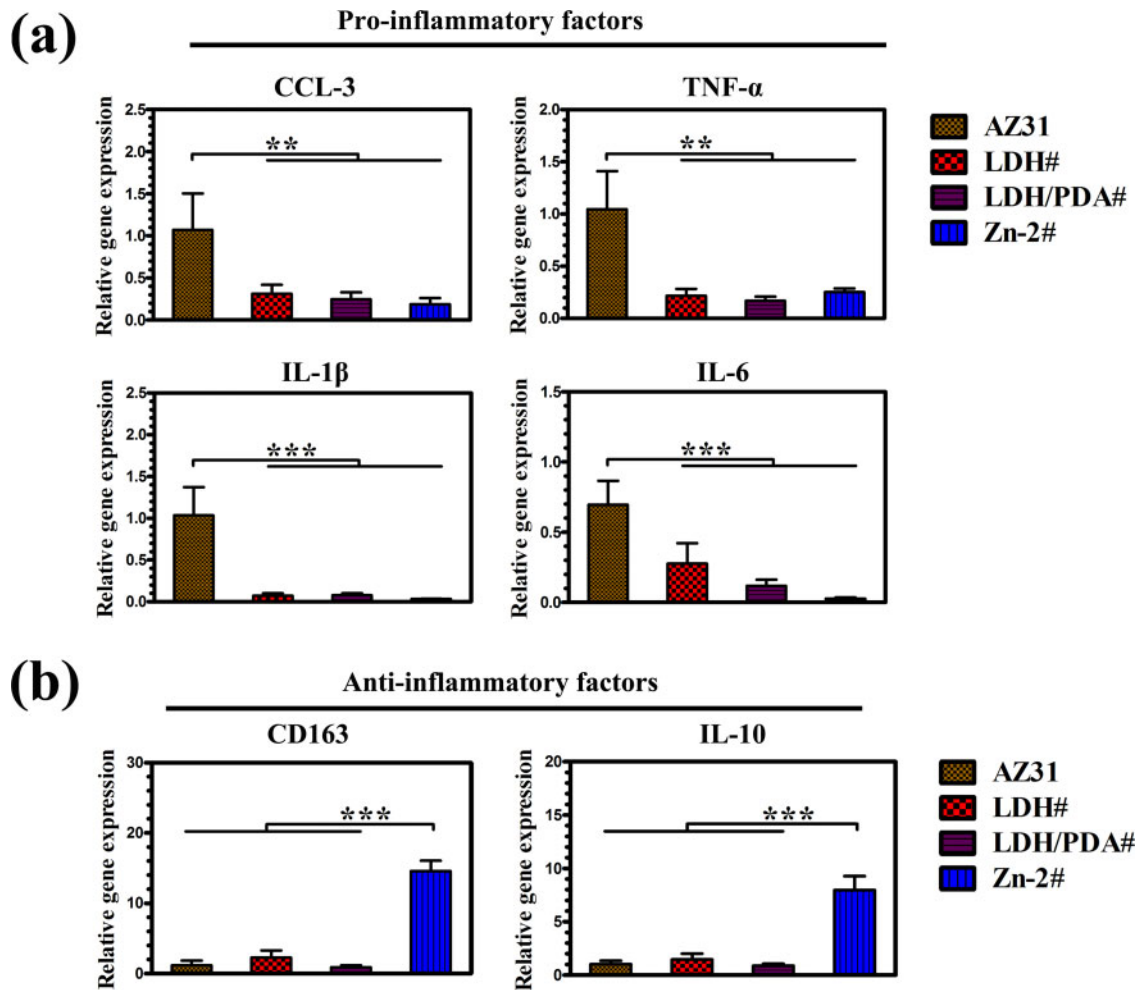 (a)
Pro-inflammatory factors
CCL-3
Relative gene expression
2.5
2.0
1.5
1.0
0.5
0.0
**
TNF-α
Relative gene expression
2.0
1.5
1.0
0.5
0.0
**
AZ31
LDH#
LDH/PDA#
Zn-2#
IL-1β
Relative gene expression
2.5
2.0
1.5
1.0
0.5
0.0
***
IL-6
Relative gene expression
1.5
1.0
0.5
0.0
***
(b)
Anti-inflammatory factors
CD163
Relative gene expression
30
20
10
0
***
IL-10
Relative gene expression
20
15
10
5
0
***
AZ31
LDH#
LDH/PDA#
Zn-2#